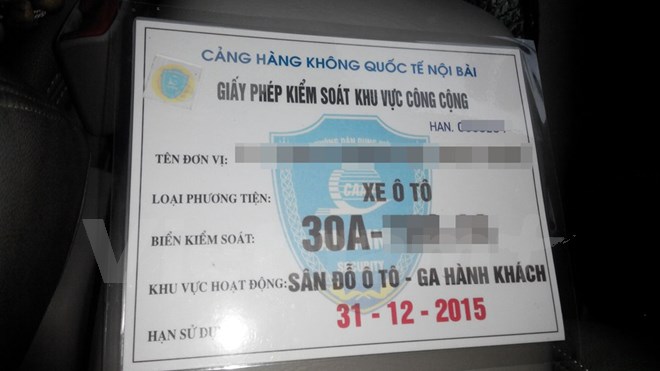 CẢNG HÀNG KHÔNG QUỐC TẾ NỘI BÀI
GIẤY PHÉP KIỂM SOÁT KHU VỰC CÔNG CỘNG
HAN.
TÊN ĐƠN VỊ:
LOẠI PHƯƠNG TIỆN: XE Ô TÔ
BIỂN KIỂM SOÁT: 30A-
SECURITY
KHU VỰC HOẠT ĐỘNG: SÂN ĐỖ Ô TÔ - GA HÀNH KHÁCH
HẠN SỬ 31 - 12 - 2015